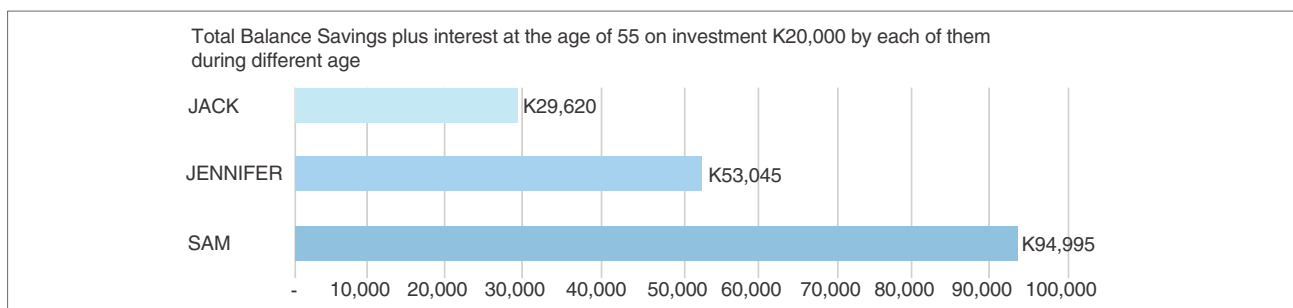 Total Balance Savings plus interest at the age of 55 on investment K20,000 by each of them
during different age
JACK K29,620
JENNIFER K53,045
SAM K94,995
- 10,000 20,000 30,000 40,000 50,000 60,000 70,000 80,000 90,000 100,000